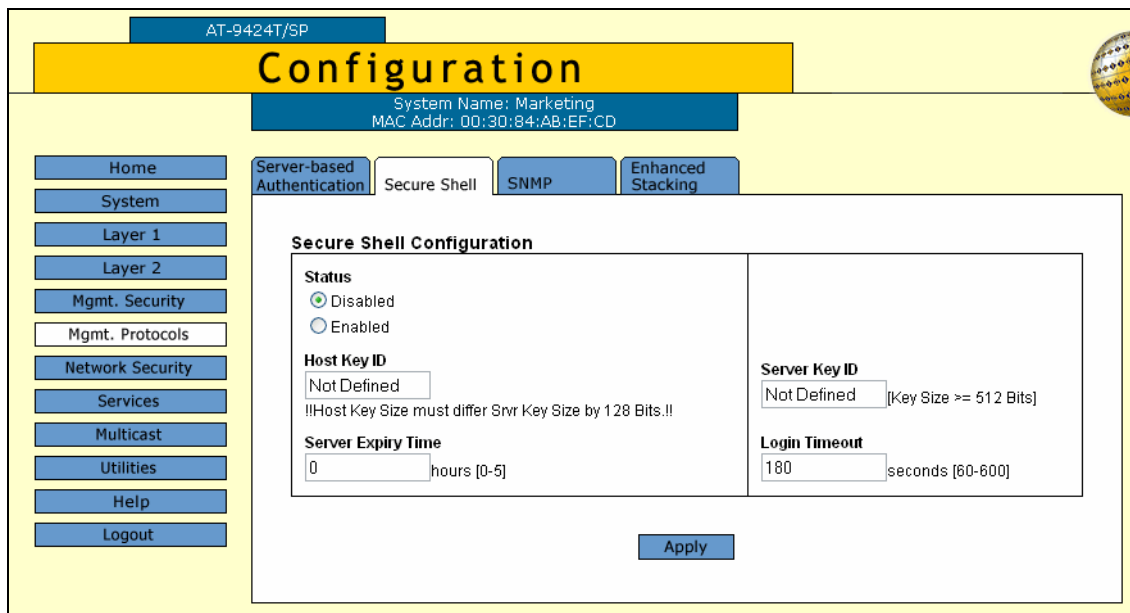 AT-9424T/SP
Configuration
System Name: Marketing
MAC Addr: 00:30:84:AB:EF:CD
Home
System
Layer 1
Layer 2
Mgmt. Security
Mgmt. Protocols
Network Security
Services
Multicast
Utilities
Help
Logout
Server-based
Authentication
Secure Shell
SNMP
Enhanced
Stacking
Secure Shell Configuration
Status
Disabled
Enabled
Host Key ID
Not Defined
!!Host Key Size must differ Srvr Key Size by 128 Bits.!!
Server Key ID
Not Defined [Key Size >= 512 Bits]
Server Expiry Time
0 hours [0-5]
Login Timeout
180 seconds [60-600]
Apply